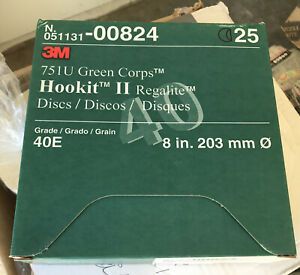 N. 051131-00824 25
3M
751U Green Corps™
Hookit™ II Regalite™
Discs / Discos / Disques
40
Grade / Grado / Grain
40E 8 in. 203 mm Ø